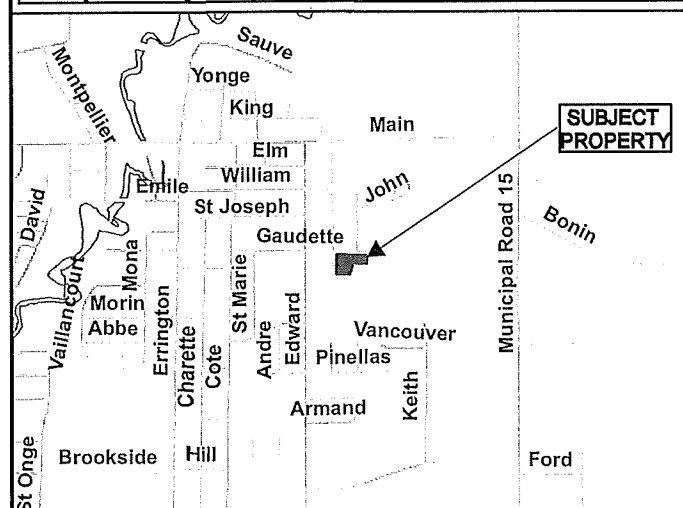 Sauve
Montpellier
Yonge
King
Main
SUBJECT
PROPERTY
Elm
William
Emile
John
David
St Joseph
Bonin
Gaudette
Municipal Road 15
Mona
Vaillancourt
Morin
Abbe
St Marie
Errington
Charette
Cote
Andre
Edward
Vancouver
Pinellas
Keith
Armand
St Onge
Brookside
Hill
Ford